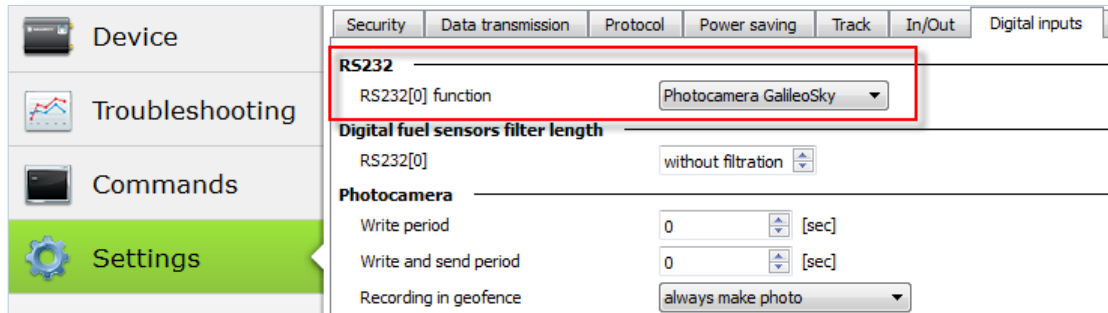 Device
Troubleshooting
Commands
Settings
Security Data transmission Protocol Power saving Track In/Out Digital inputs
RS232
RS232[0] function Photocamera GalileoSky
Digital fuel sensors filter length
RS232[0] without filtration
Photocamera
Write period 0 [sec]
Write and send period 0 [sec]
Recording in geofence always make photo